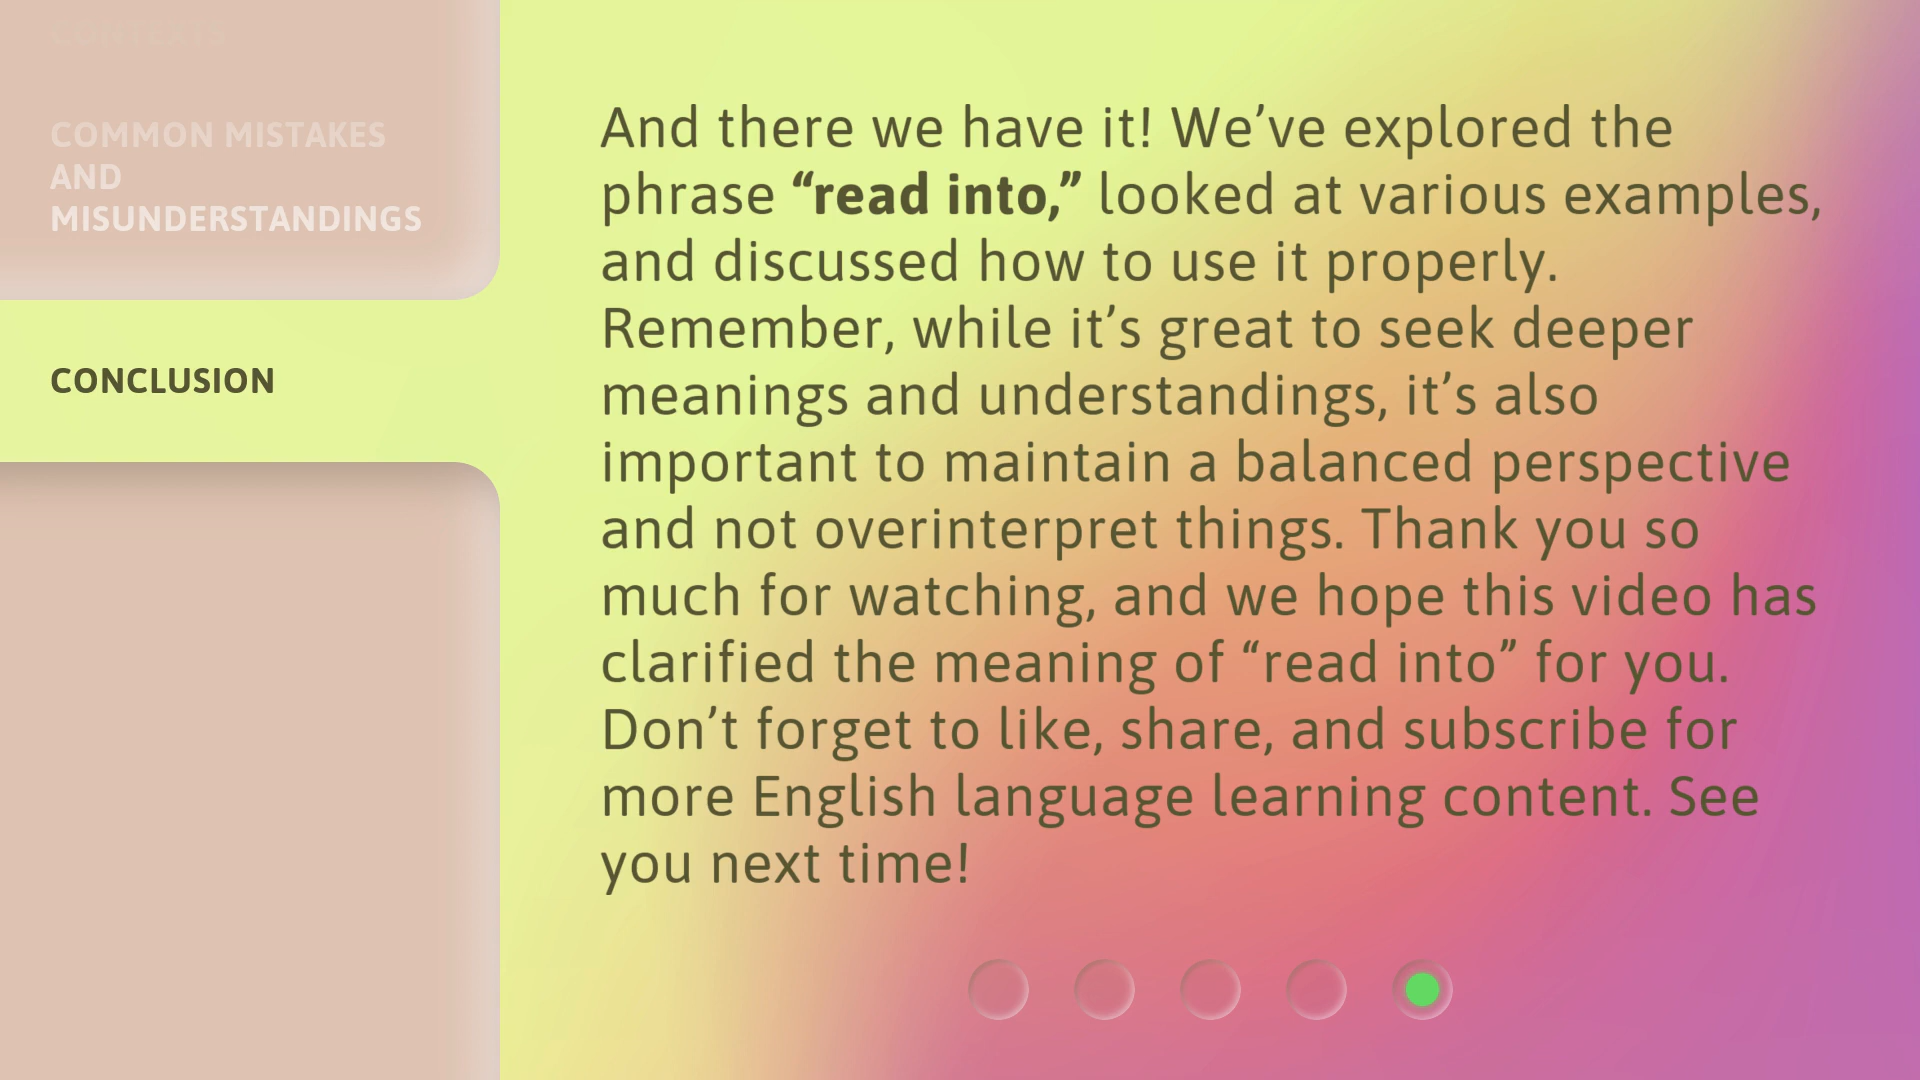 CONTEXTS
COMMON MISTAKES
AND
MISUNDERSTANDINGS
CONCLUSION
And there we have it! We’ve explored the
phrase “read into,” looked at various examples,
and discussed how to use it properly.
Remember, while it’s great to seek deeper
meanings and understandings, it’s also
important to maintain a balanced perspective
and not overinterpret things. Thank you so
much for watching, and we hope this video has
clarified the meaning of “read into” for you.
Don’t forget to like, share, and subscribe for
more English language learning content. See
you next time!